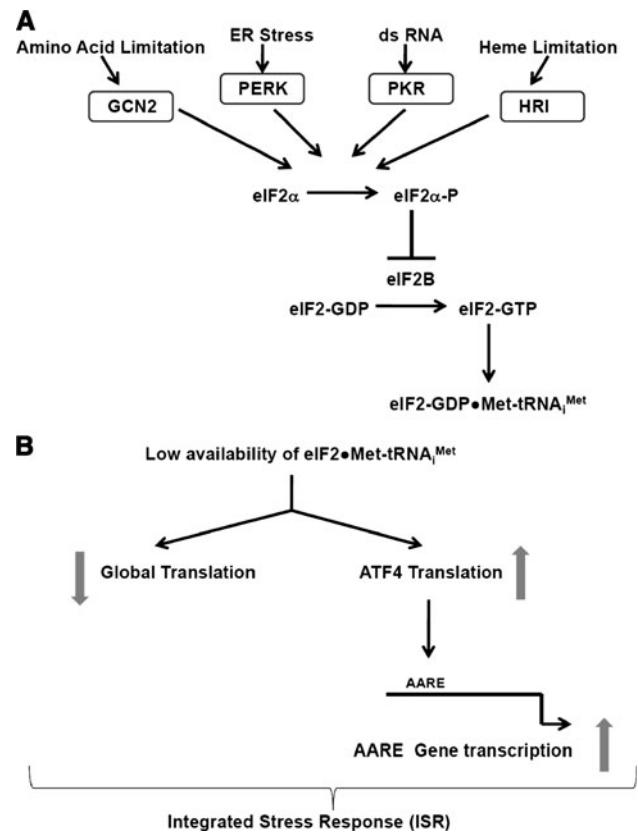 A
Amino Acid Limitation
ER Stress
ds RNA
Heme Limitation
GCN2
PERK
PKR
HRI
eIF2α
eIF2α-P
eIF2B
eIF2-GDP
eIF2-GTP
eIF2-GDP●Met-tRNAiMet
B
Low availability of eIF2●Met-tRNAiMet
Global Translation
ATF4 Translation
AARE
AARE Gene transcription
Integrated Stress Response (ISR)